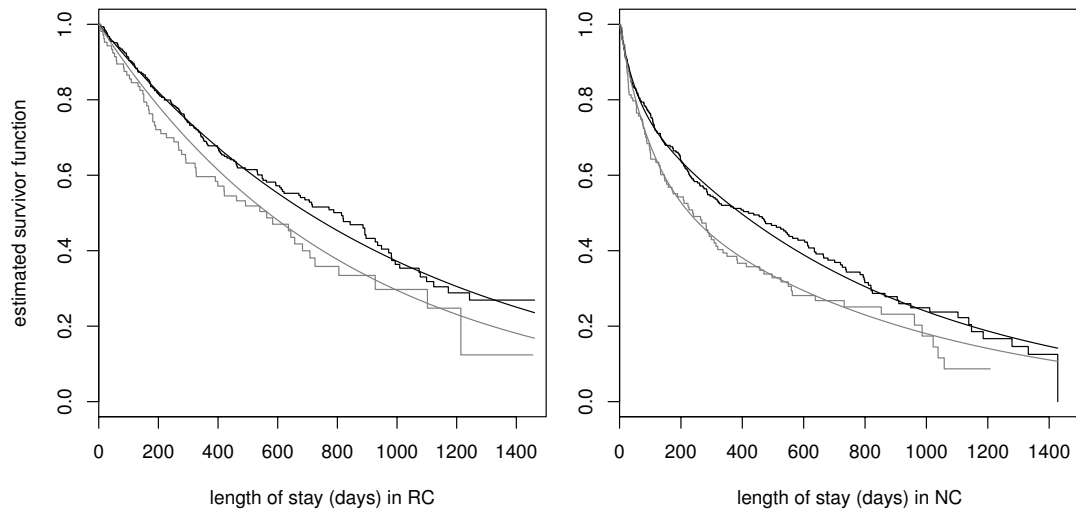 estimated survivor function
1.0
0.8
0.6
0.4
0.2
0.0
0 200 400 600 800 1000 1200 1400
length of stay (days) in RC
1.0
0.8
0.6
0.4
0.2
0.0
0 200 400 600 800 1000 1200 1400
length of stay (days) in NC